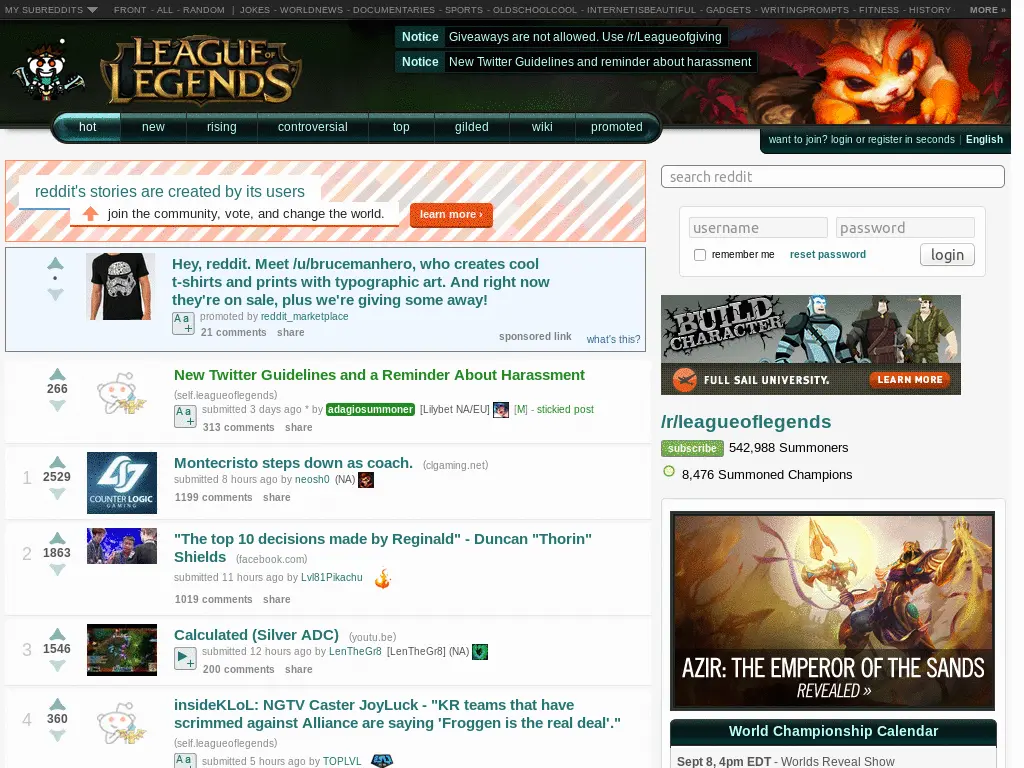 MY SUBREDDITS FRONT - ALL - RANDOM | JOKES - WORLDNEWS - DOCUMENTARIES - SPORTS - OLDSCHOOLCOOL - INTERNETISBEAUTIFUL - GADGETS - WRITINGPROMPTS - FITNESS - HISTORY MORE »
LEAGUE OF
LEGENDS
Notice Giveaways are not allowed. Use /r/Leagueofgiving
Notice New Twitter Guidelines and reminder about harassment
hot new rising controversial top gilded wiki promoted
want to join? login or register in seconds | English
reddit's stories are created by its users
join the community, vote, and change the world.
learn more ›
Hey, reddit. Meet /u/brucemanhero, who creates cool
t-shirts and prints with typographic art. And right now
they're on sale, plus we're giving some away!
Aa+
promoted by reddit_marketplace
21 comments share
sponsored link what's this?
266
New Twitter Guidelines and a Reminder About Harassment
(self.leagueoflegends)
Aa+
submitted 3 days ago * by adagiosummoner [Lilybet NA/EU] [M] - stickied post
313 comments share
1
2529
COUNTER LOGIC
GAMING
Montecristo steps down as coach. (clgaming.net)
submitted 8 hours ago by neosh0 (NA)
1199 comments share
2
1863
"The top 10 decisions made by Reginald" - Duncan "Thorin"
Shields (facebook.com)
submitted 11 hours ago by Lvl81Pikachu
1019 comments share
3
1546
Calculated (Silver ADC) (youtu.be)
submitted 12 hours ago by LenTheGr8 [LenTheGr8] (NA)
200 comments share
4
360
insideKLoL: NGTV Caster JoyLuck - "KR teams that have
scrimmed against Alliance are saying 'Froggen is the real deal'."
(self.leagueoflegends)
Aa+
submitted 5 hours ago by TOPLVL
search reddit
username password
remember me reset password login
BUILD
CHARACTER
FULL SAIL UNIVERSITY. LEARN MORE
/r/leagueoflegends
subscribe 542,988 Summoners
8,476 Summoned Champions
AZIR: THE EMPEROR OF THE SANDS
REVEALED »
World Championship Calendar
Sept 8, 4pm EDT - Worlds Reveal Show